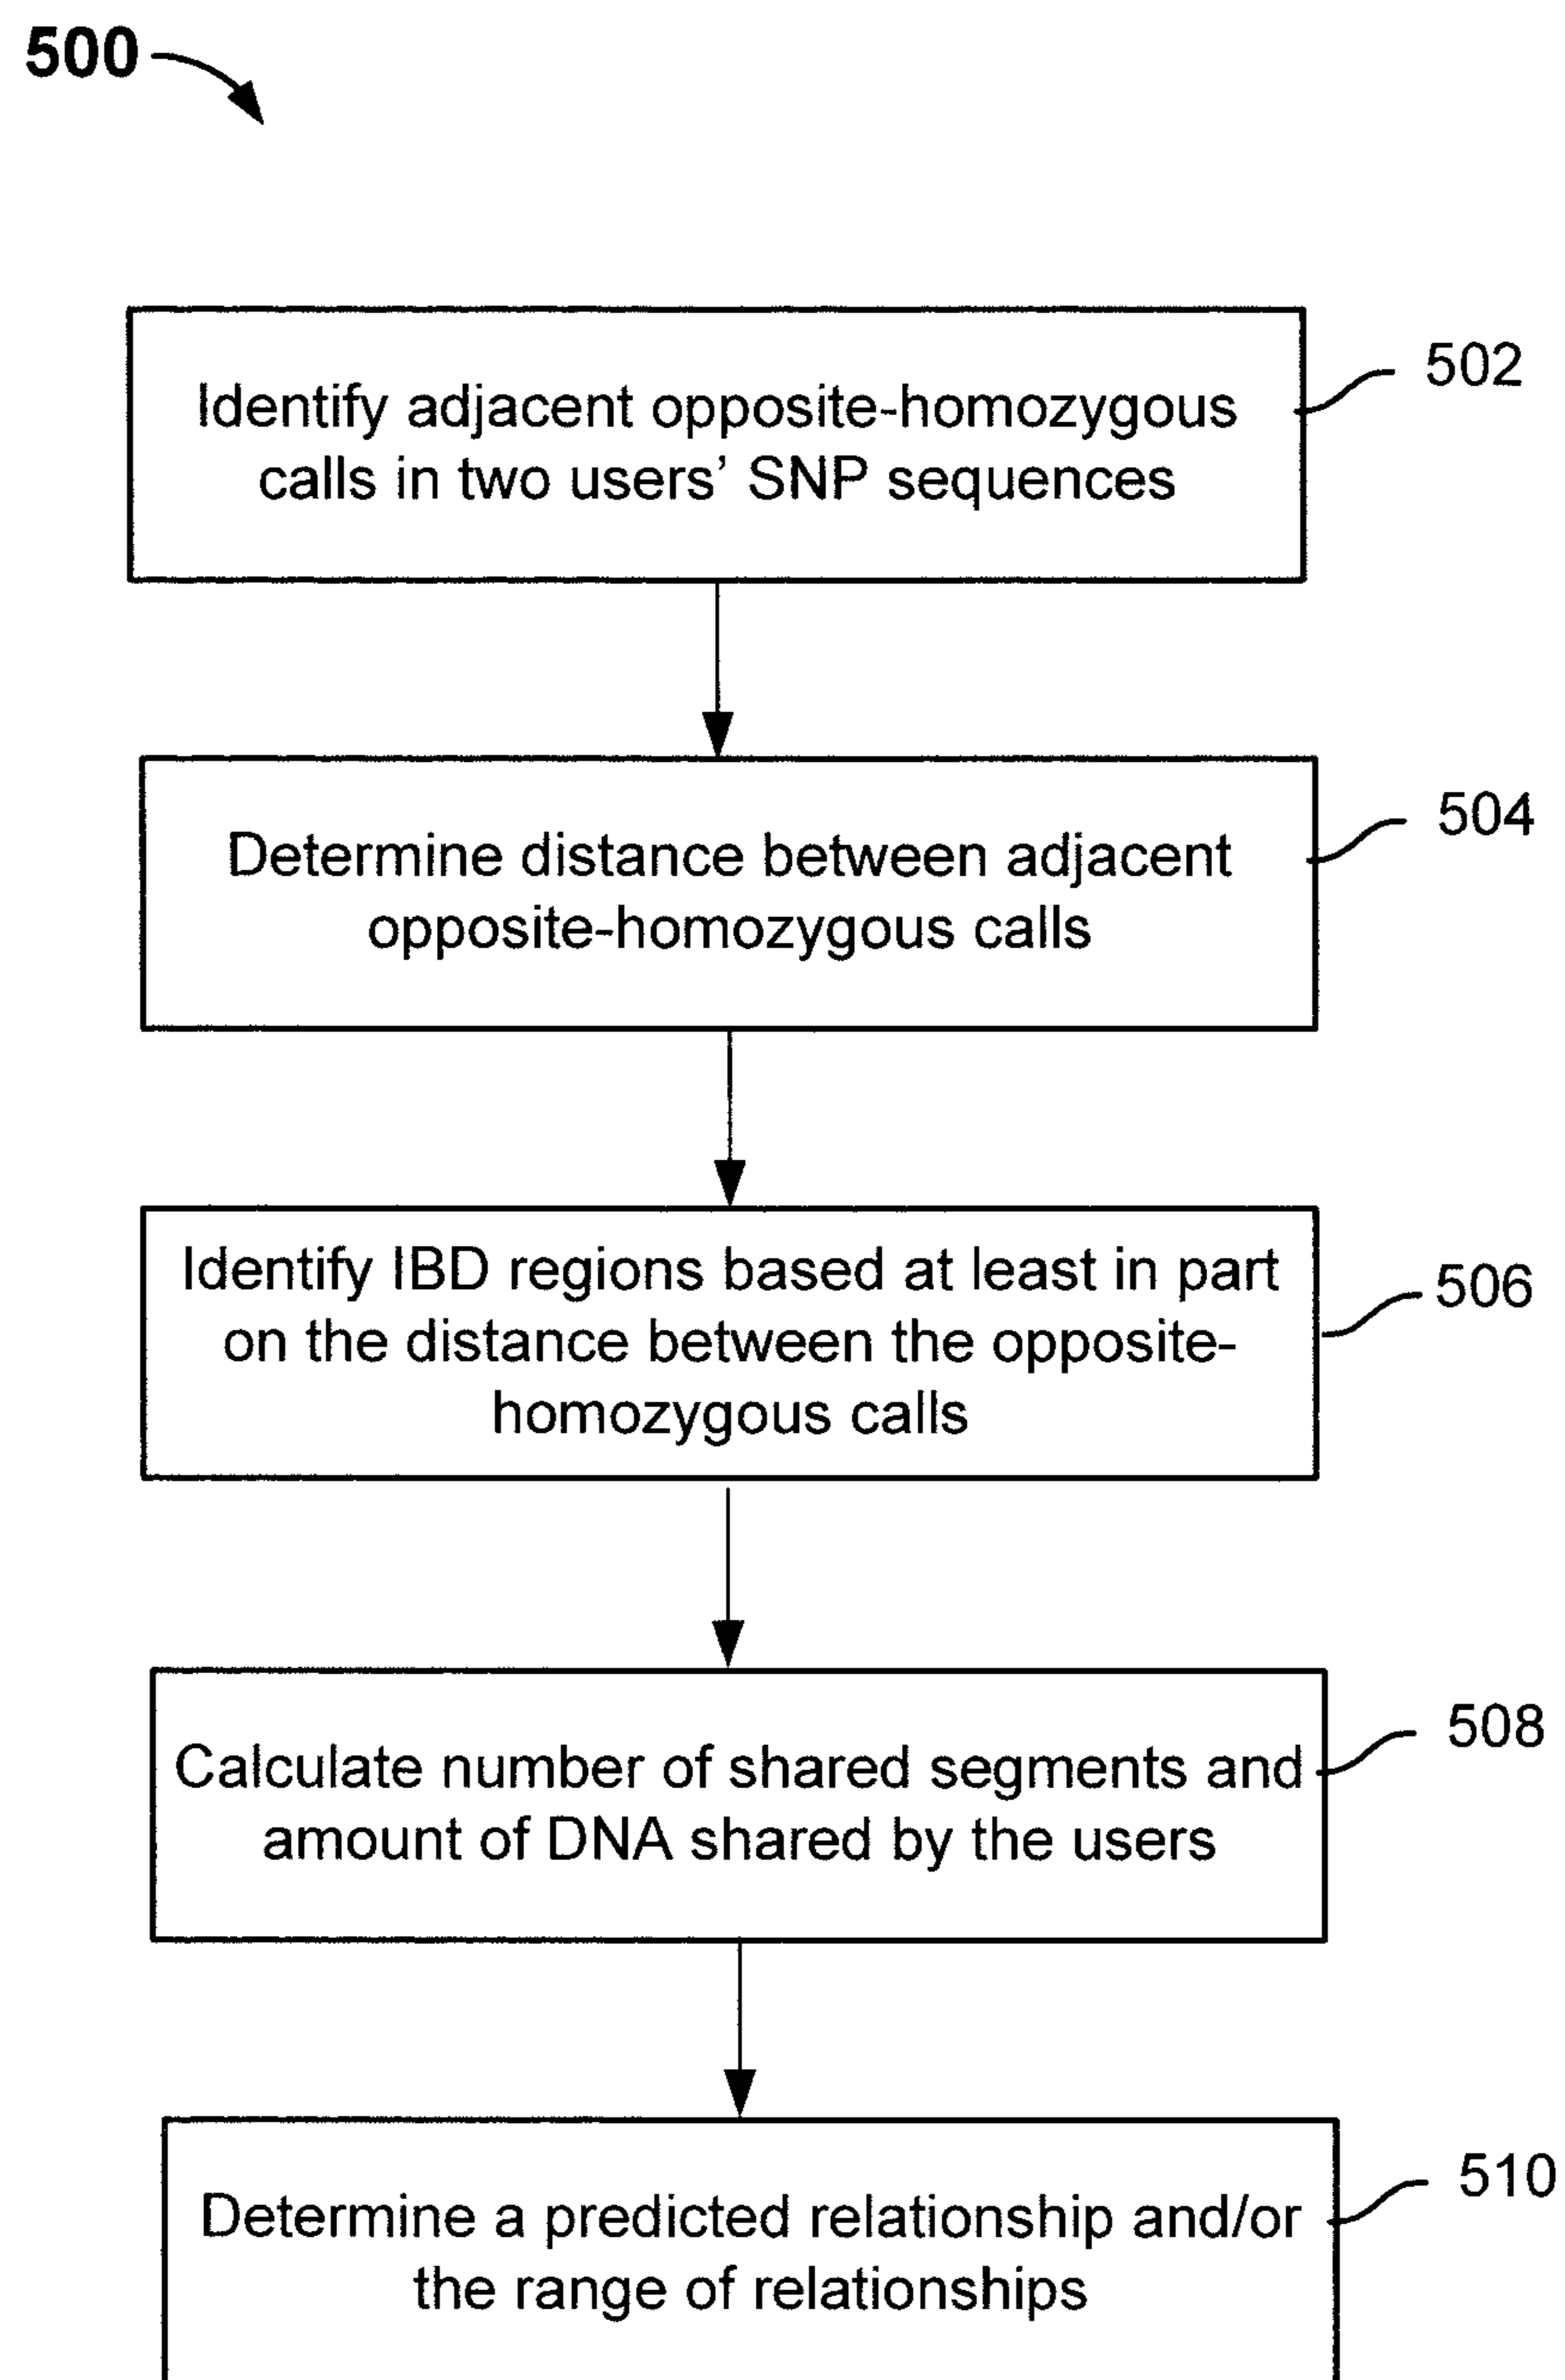 500
Identify adjacent opposite-homozygous
calls in two users’ SNP sequences
502
Determine distance between adjacent
opposite-homozygous calls
504
Identify IBD regions based at least in part
on the distance between the opposite-
homozygous calls
506
Calculate number of shared segments and
amount of DNA shared by the users
508
Determine a predicted relationship and/or
the range of relationships
510